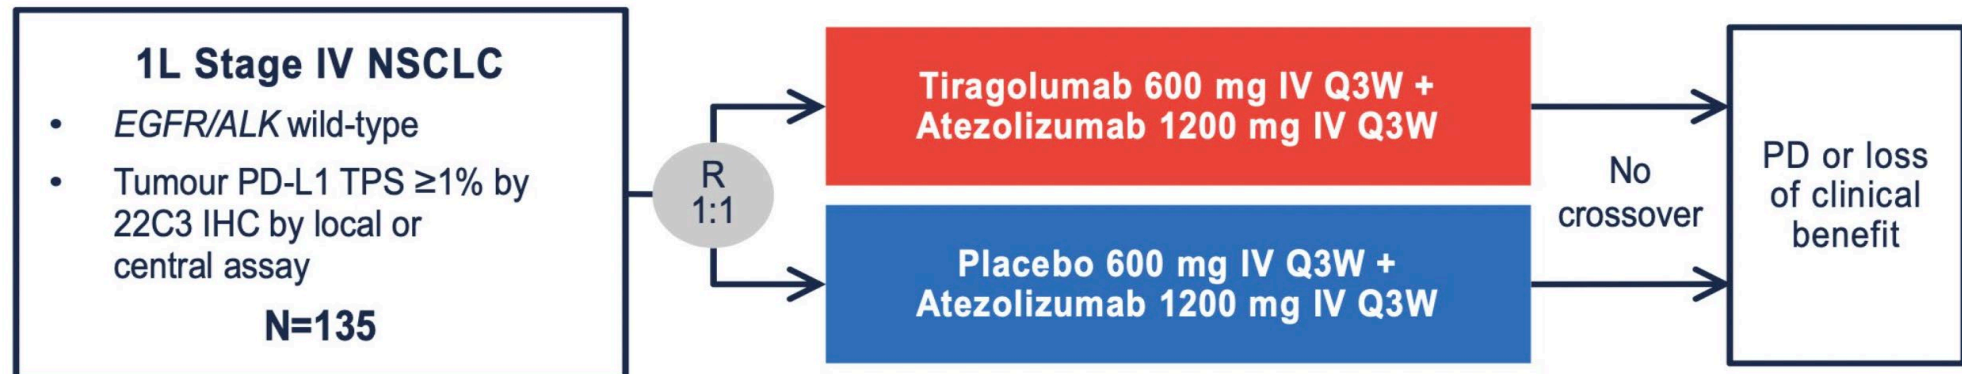 1L Stage IV NSCLC
• EGFR/ALK wild-type
• Tumour PD-L1 TPS ≥1% by
22C3 IHC by local or
central assay
N=135
R
1:1
Tiragolumab 600 mg IV Q3W +
Atezolizumab 1200 mg IV Q3W
Placebo 600 mg IV Q3W +
Atezolizumab 1200 mg IV Q3W
No
crossover
PD or loss
of clinical
benefit